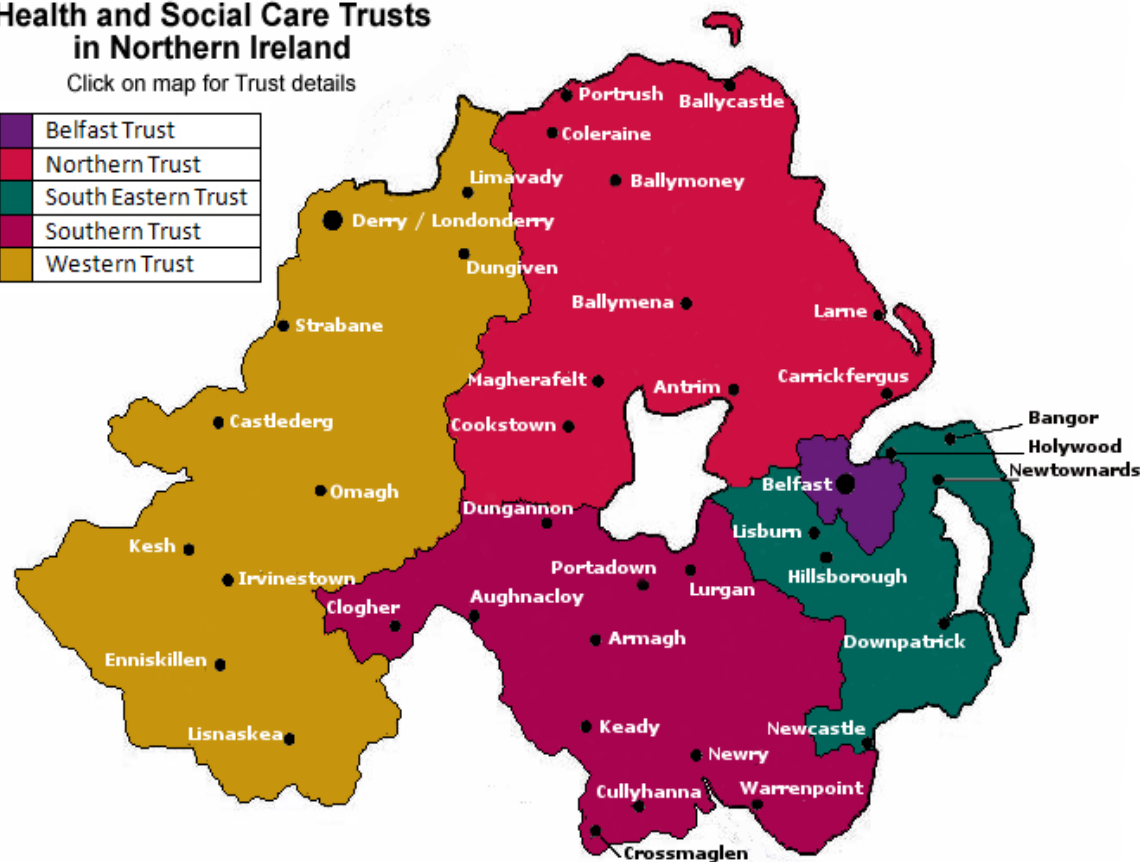 Health and Social Care Trusts
in Northern Ireland
Click on map for Trust details
Belfast Trust
Northern Trust
South Eastern Trust
Southern Trust
Western Trust
Portrush
Ballycastle
Coleraine
Limavady
Ballymoney
Derry / Londonderry
Dungiven
Ballymena
Larne
Strabane
Magherafelt
Antrim
Carrickfergus
Castlederg
Cookstown
Bangor
Holywood
Newtownards
Belfast
Omagh
Dungannon
Lisburn
Kesh
Portadown
Irvinestown
Hillsborough
Lurgan
Clogher
Aughnacloy
Armagh
Downpatrick
Enniskillen
Lisnaskea
Keady
Newcastle
Newry
Cullyhanna
Warrenpoint
Crossmaglen